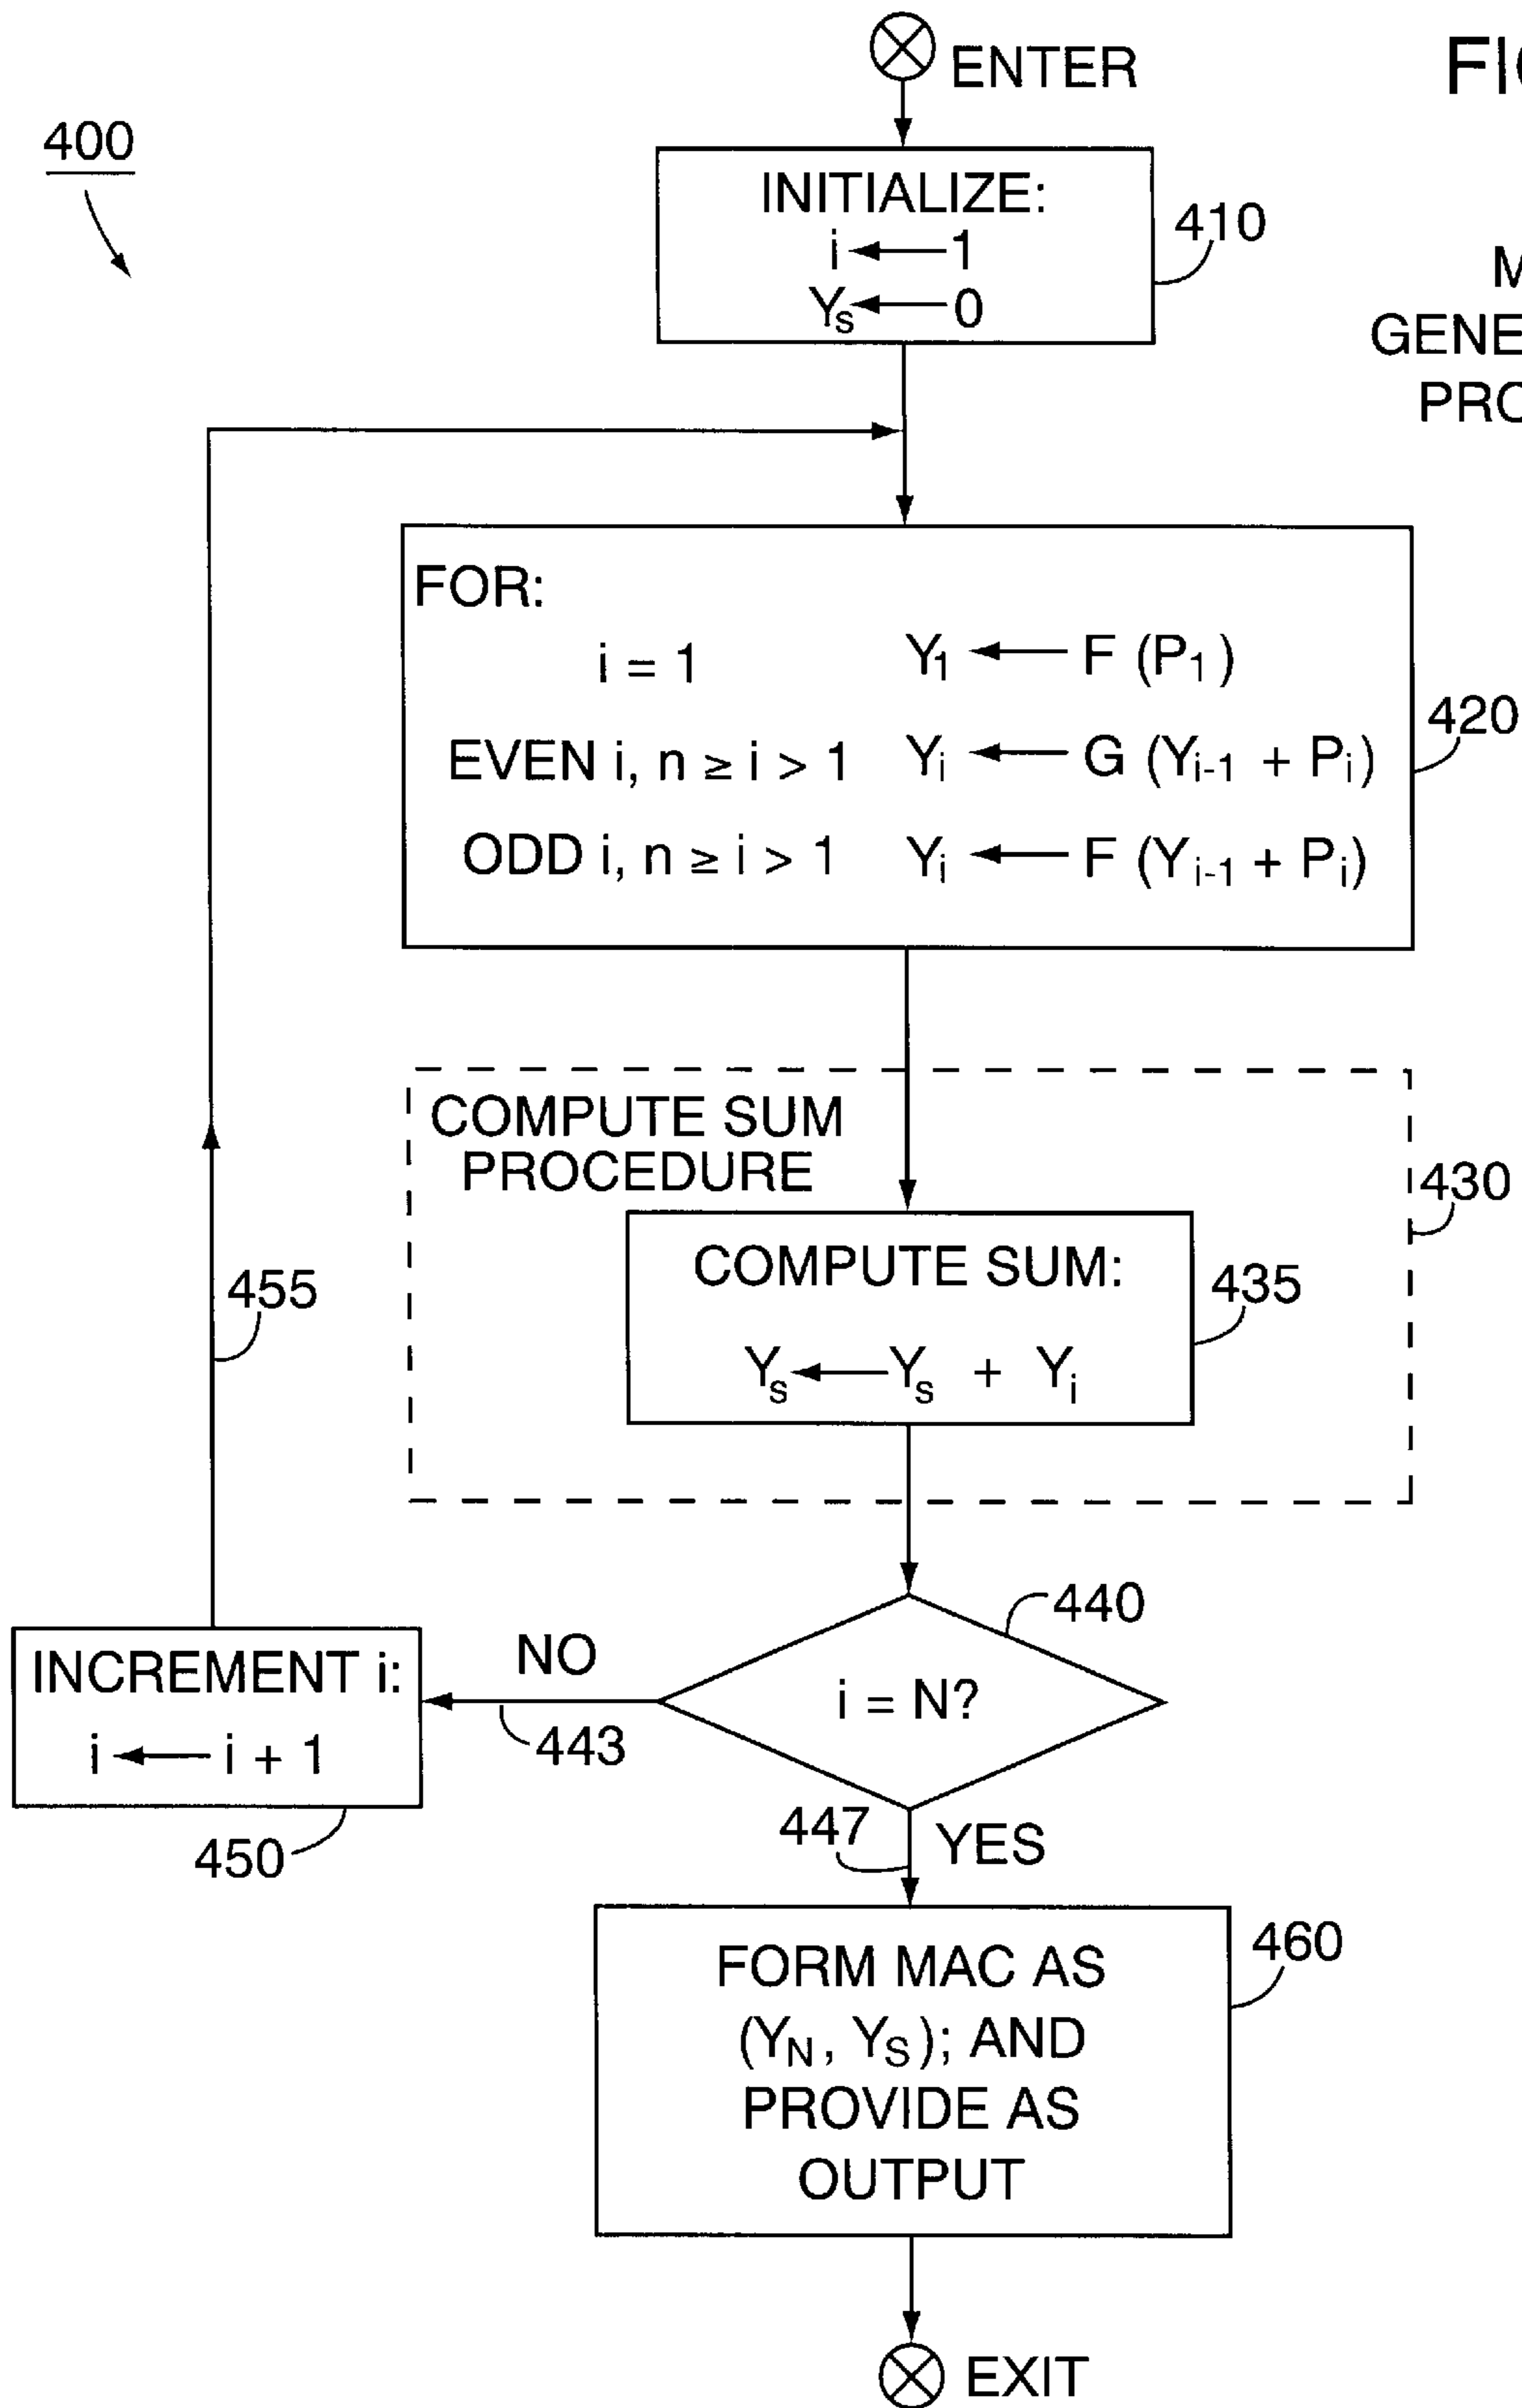 ENTER
400
INITIALIZE:
i ← 1
Yₛ ← 0
410
FOR:
i = 1 Y₁ ← F (P₁)
EVEN i, n ≥ i > 1 Yᵢ ← G (Yᵢ₋₁ + Pᵢ)
ODD i, n ≥ i > 1 Yᵢ ← F (Yᵢ₋₁ + Pᵢ)
420
COMPUTE SUM
PROCEDURE
430
COMPUTE SUM:
Yₛ ← Yₛ + Yᵢ
435
455
440
i = N?
NO
443
INCREMENT i:
i ← i + 1
450
447
YES
FORM MAC AS
(Y_N, Y_S); AND
PROVIDE AS
OUTPUT
460
EXIT